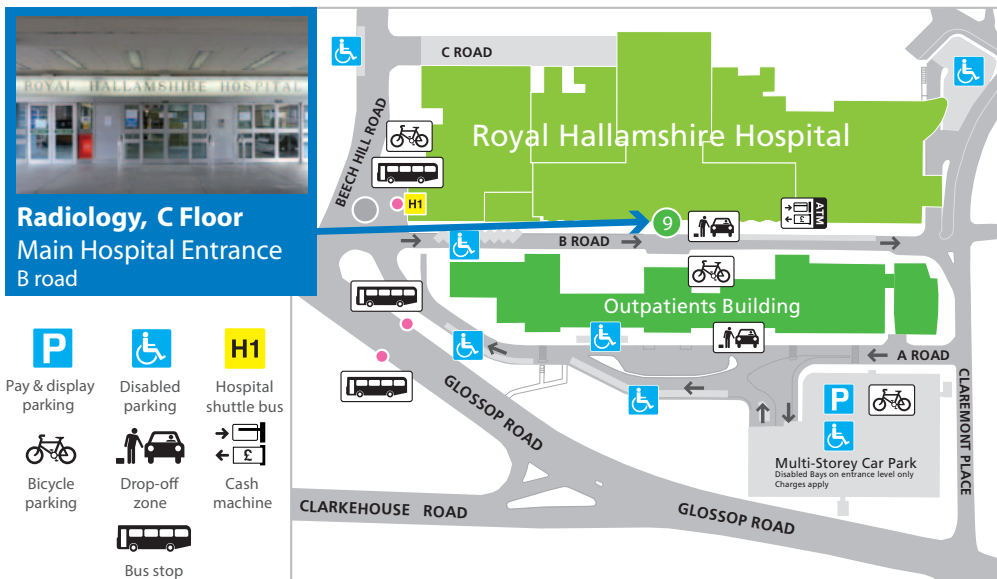 ROYAL HALLAMSHIRE HOSPITAL
Radiology, C Floor
Main Hospital Entrance
B road
P
Pay & display
parking
Disabled
parking
H1
Hospital
shuttle bus
Bicycle
parking
Drop-off
zone
£
Cash
machine
Bus stop
C ROAD
BEECH HILL ROAD
Royal Hallamshire Hospital
H1
9
£
ATM
B ROAD
Outpatients Building
A ROAD
GLOSSOP ROAD
CLAREMONT PLACE
P
Multi-Storey Car Park
Disabled Bays on entrance level only
Charges apply
CLARKEHOUSE ROAD
GLOSSOP ROAD